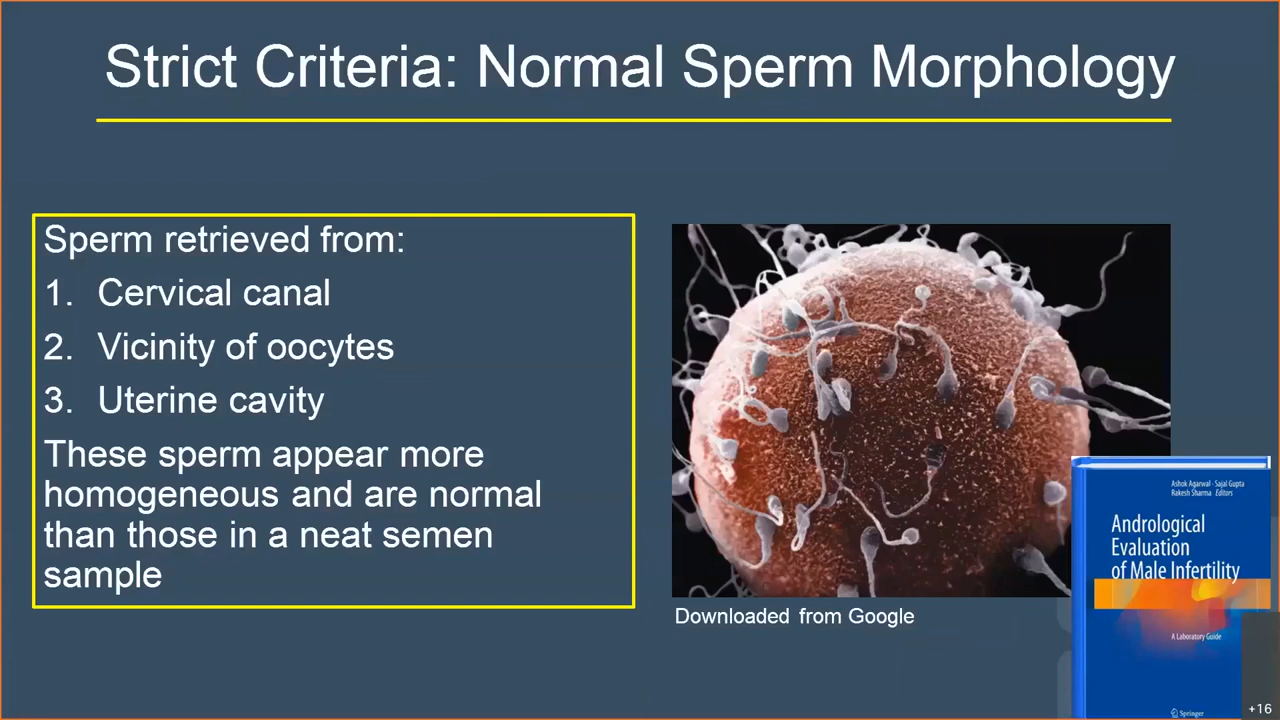 Strict Criteria: Normal Sperm Morphology
Sperm retrieved from:
1. Cervical canal
2. Vicinity of oocytes
3. Uterine cavity
These sperm appear more
homogeneous and are normal
than those in a neat semen
sample
Downloaded from Google
Ashok Agarwal · Sajal Gupta
Rakesh Sharma Editors
Andrological
Evaluation
of Male Infertility
A Laboratory Guide
Springer
+16